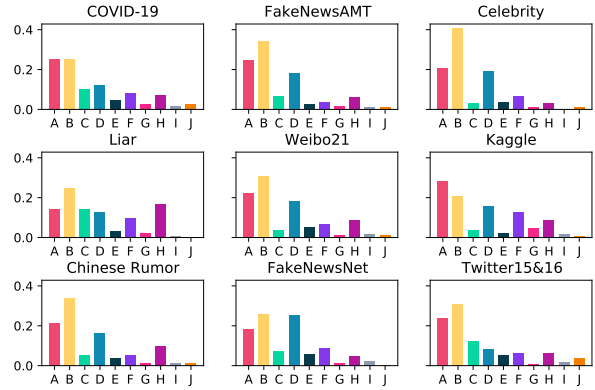 COVID-19 FakeNewsAMT Celebrity
0.4
0.2
0.0
A B C D E F G H I J A B C D E F G H I J A B C D E F G H I J
Liar Weibo21 Kaggle
0.4
0.2
0.0
A B C D E F G H I J A B C D E F G H I J A B C D E F G H I J
Chinese Rumor FakeNewsNet Twitter15&16
0.4
0.2
0.0
A B C D E F G H I J A B C D E F G H I J A B C D E F G H I J